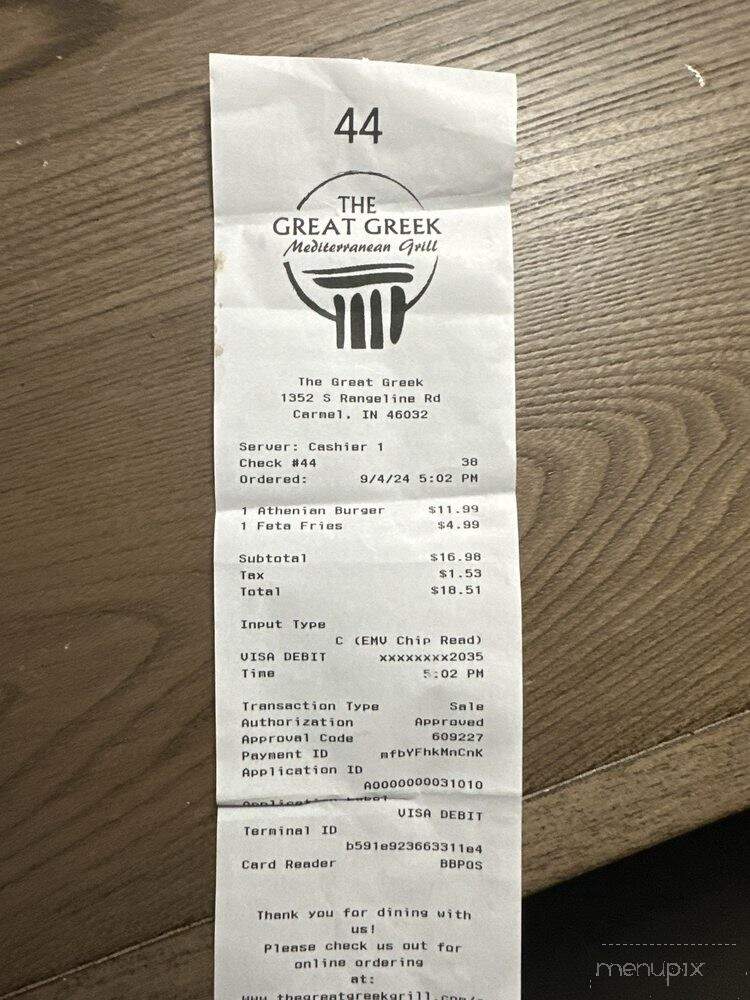 44
THE
GREAT GREEK
Mediterranean Grill
The Great Greek
1352 S Rangeline Rd
Carmel, IN 46032
Server: Cashier 1
Check #44 38
Ordered: 9/4/24 5:02 PM
1 Athenian Burger $11.99
1 Feta Fries $4.99
Subtotal $16.98
Tax $1.53
Total $18.51
Input Type
C (EMV Chip Read)
VISA DEBIT xxxxxxxx2035
Time 5:02 PM
Transaction Type Sale
Authorization Approved
Approval Code 609227
Payment ID mfbYFhkMnCnK
Application ID
A0000000031010
Application Label
VISA DEBIT
Terminal ID
b591e923663311e4
Card Reader BBPOS
Thank you for dining with
us!
Please check us out for
online ordering
at:
www.thegreatgreekgrill.com/
menupix